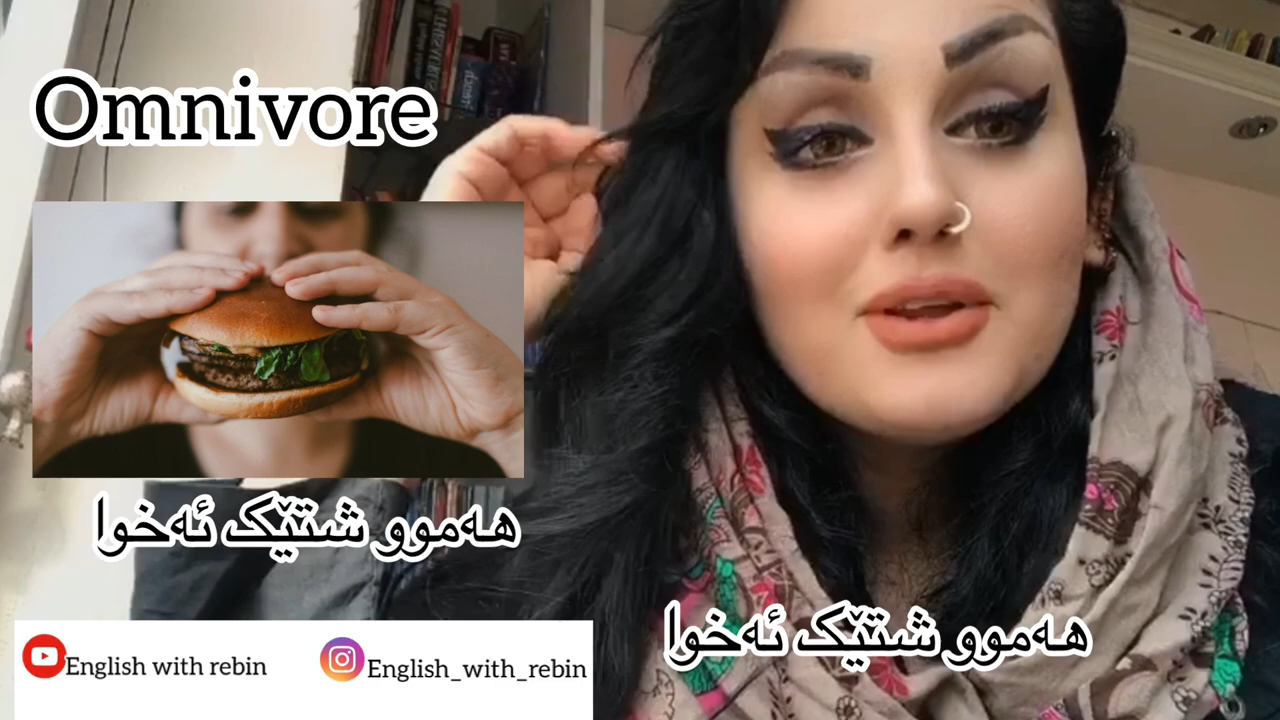 Omnivore
هەموو شتێک ئەخوا
هەموو شتێک ئەخوا
English with rebin
English_with_rebin